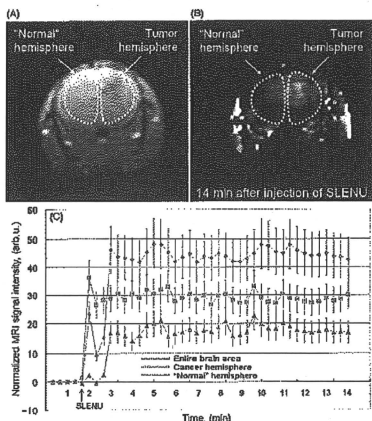 (A)
(B)
"Normal" hemisphere
Tumor hemisphere
"Normal" hemisphere
Tumor hemisphere
14 min after injection of SLENU
(C)
Normalized MRI signal intensity, (arb.u.)
60
50
40
30
20
10
0
-10
Entire brain area
Cancer hemisphere
"Normal" hemisphere
1 2 3 4 5 6 7 8 9 10 11 12 13 14
SLENU
Time, (min)